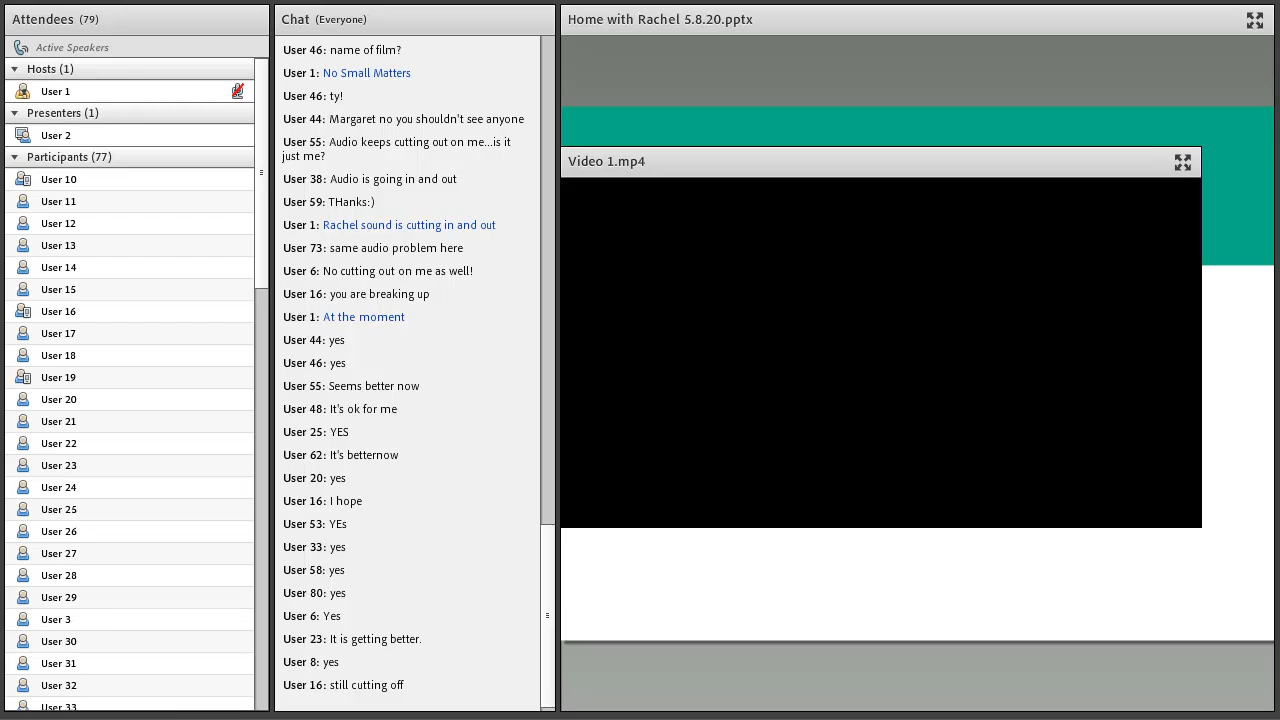 Attendees (79)
Active Speakers
Hosts (1)
User 1
Presenters (1)
User 2
Participants (77)
User 10
User 11
User 12
User 13
User 14
User 15
User 16
User 17
User 18
User 19
User 20
User 21
User 22
User 23
User 24
User 25
User 26
User 27
User 28
User 29
User 3
User 30
User 31
User 32
User 33
Chat (Everyone)
User 46: name of film?
User 1: No Small Matters
User 46: ty!
User 44: Margaret no you shouldn't see anyone
User 55: Audio keeps cutting out on me...is it
just me?
User 38: Audio is going in and out
User 59: THanks:)
User 1: Rachel sound is cutting in and out
User 73: same audio problem here
User 6: No cutting out on me as well!
User 16: you are breaking up
User 1: At the moment
User 44: yes
User 46: yes
User 55: Seems better now
User 48: It's ok for me
User 25: YES
User 62: It's betternow
User 20: yes
User 16: I hope
User 53: YEs
User 33: yes
User 58: yes
User 80: yes
User 6: Yes
User 23: It is getting better.
User 8: yes
User 16: still cutting off
Home with Rachel 5.8.20.pptx
Video 1.mp4